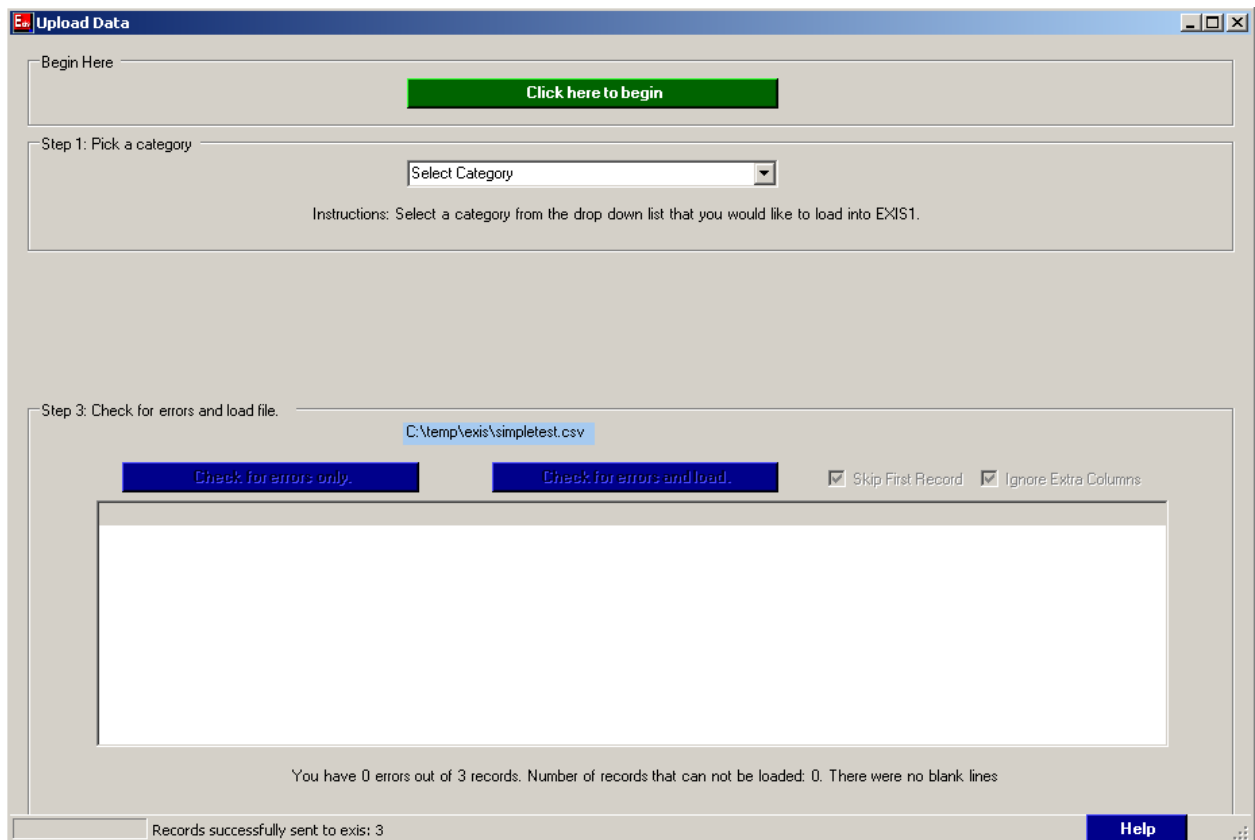 Upload Data
Begin Here
Click here to begin
Step 1: Pick a category
Select Category
Instructions: Select a category from the drop down list that you would like to load into EXIS1.
Step 3: Check for errors and load file.
C:\temp\exis\simpletest.csv
Check for errors only.
Check for errors and load.
Skip First Record
Ignore Extra Columns
You have 0 errors out of 3 records. Number of records that can not be loaded: 0. There were no blank lines
Records successfully sent to exis: 3
Help